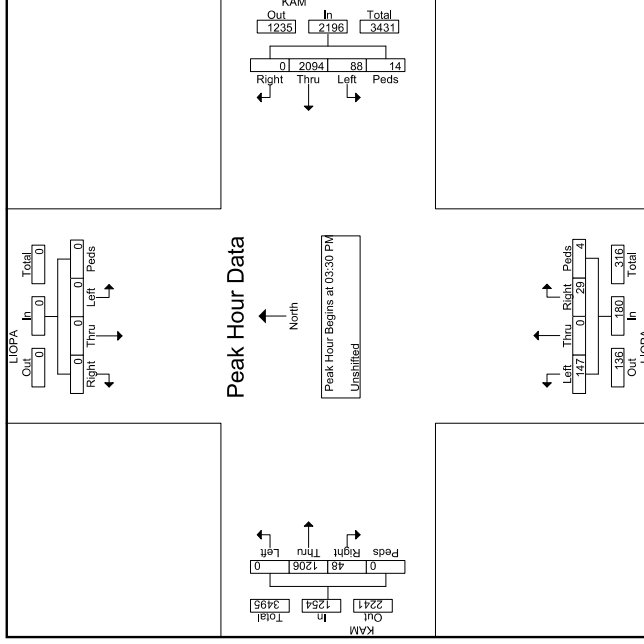 KAM
Out In Total
1235 2196 3431
0 2094 88 14
Right Thru Left Peds
LIOPA
Out In Total
0 0 0
0 0 0 0
Right Thru Left Peds
Peak Hour Data
North
Peak Hour Begins at 03:30 PM
Unshifted
Left Thru Right Peds
147 0 29 4
136 180 316
Out In Total
LIOPA
Left Thru Right Peds
0 1206 48 0
Total In Out
3495 1254 2241
KAM